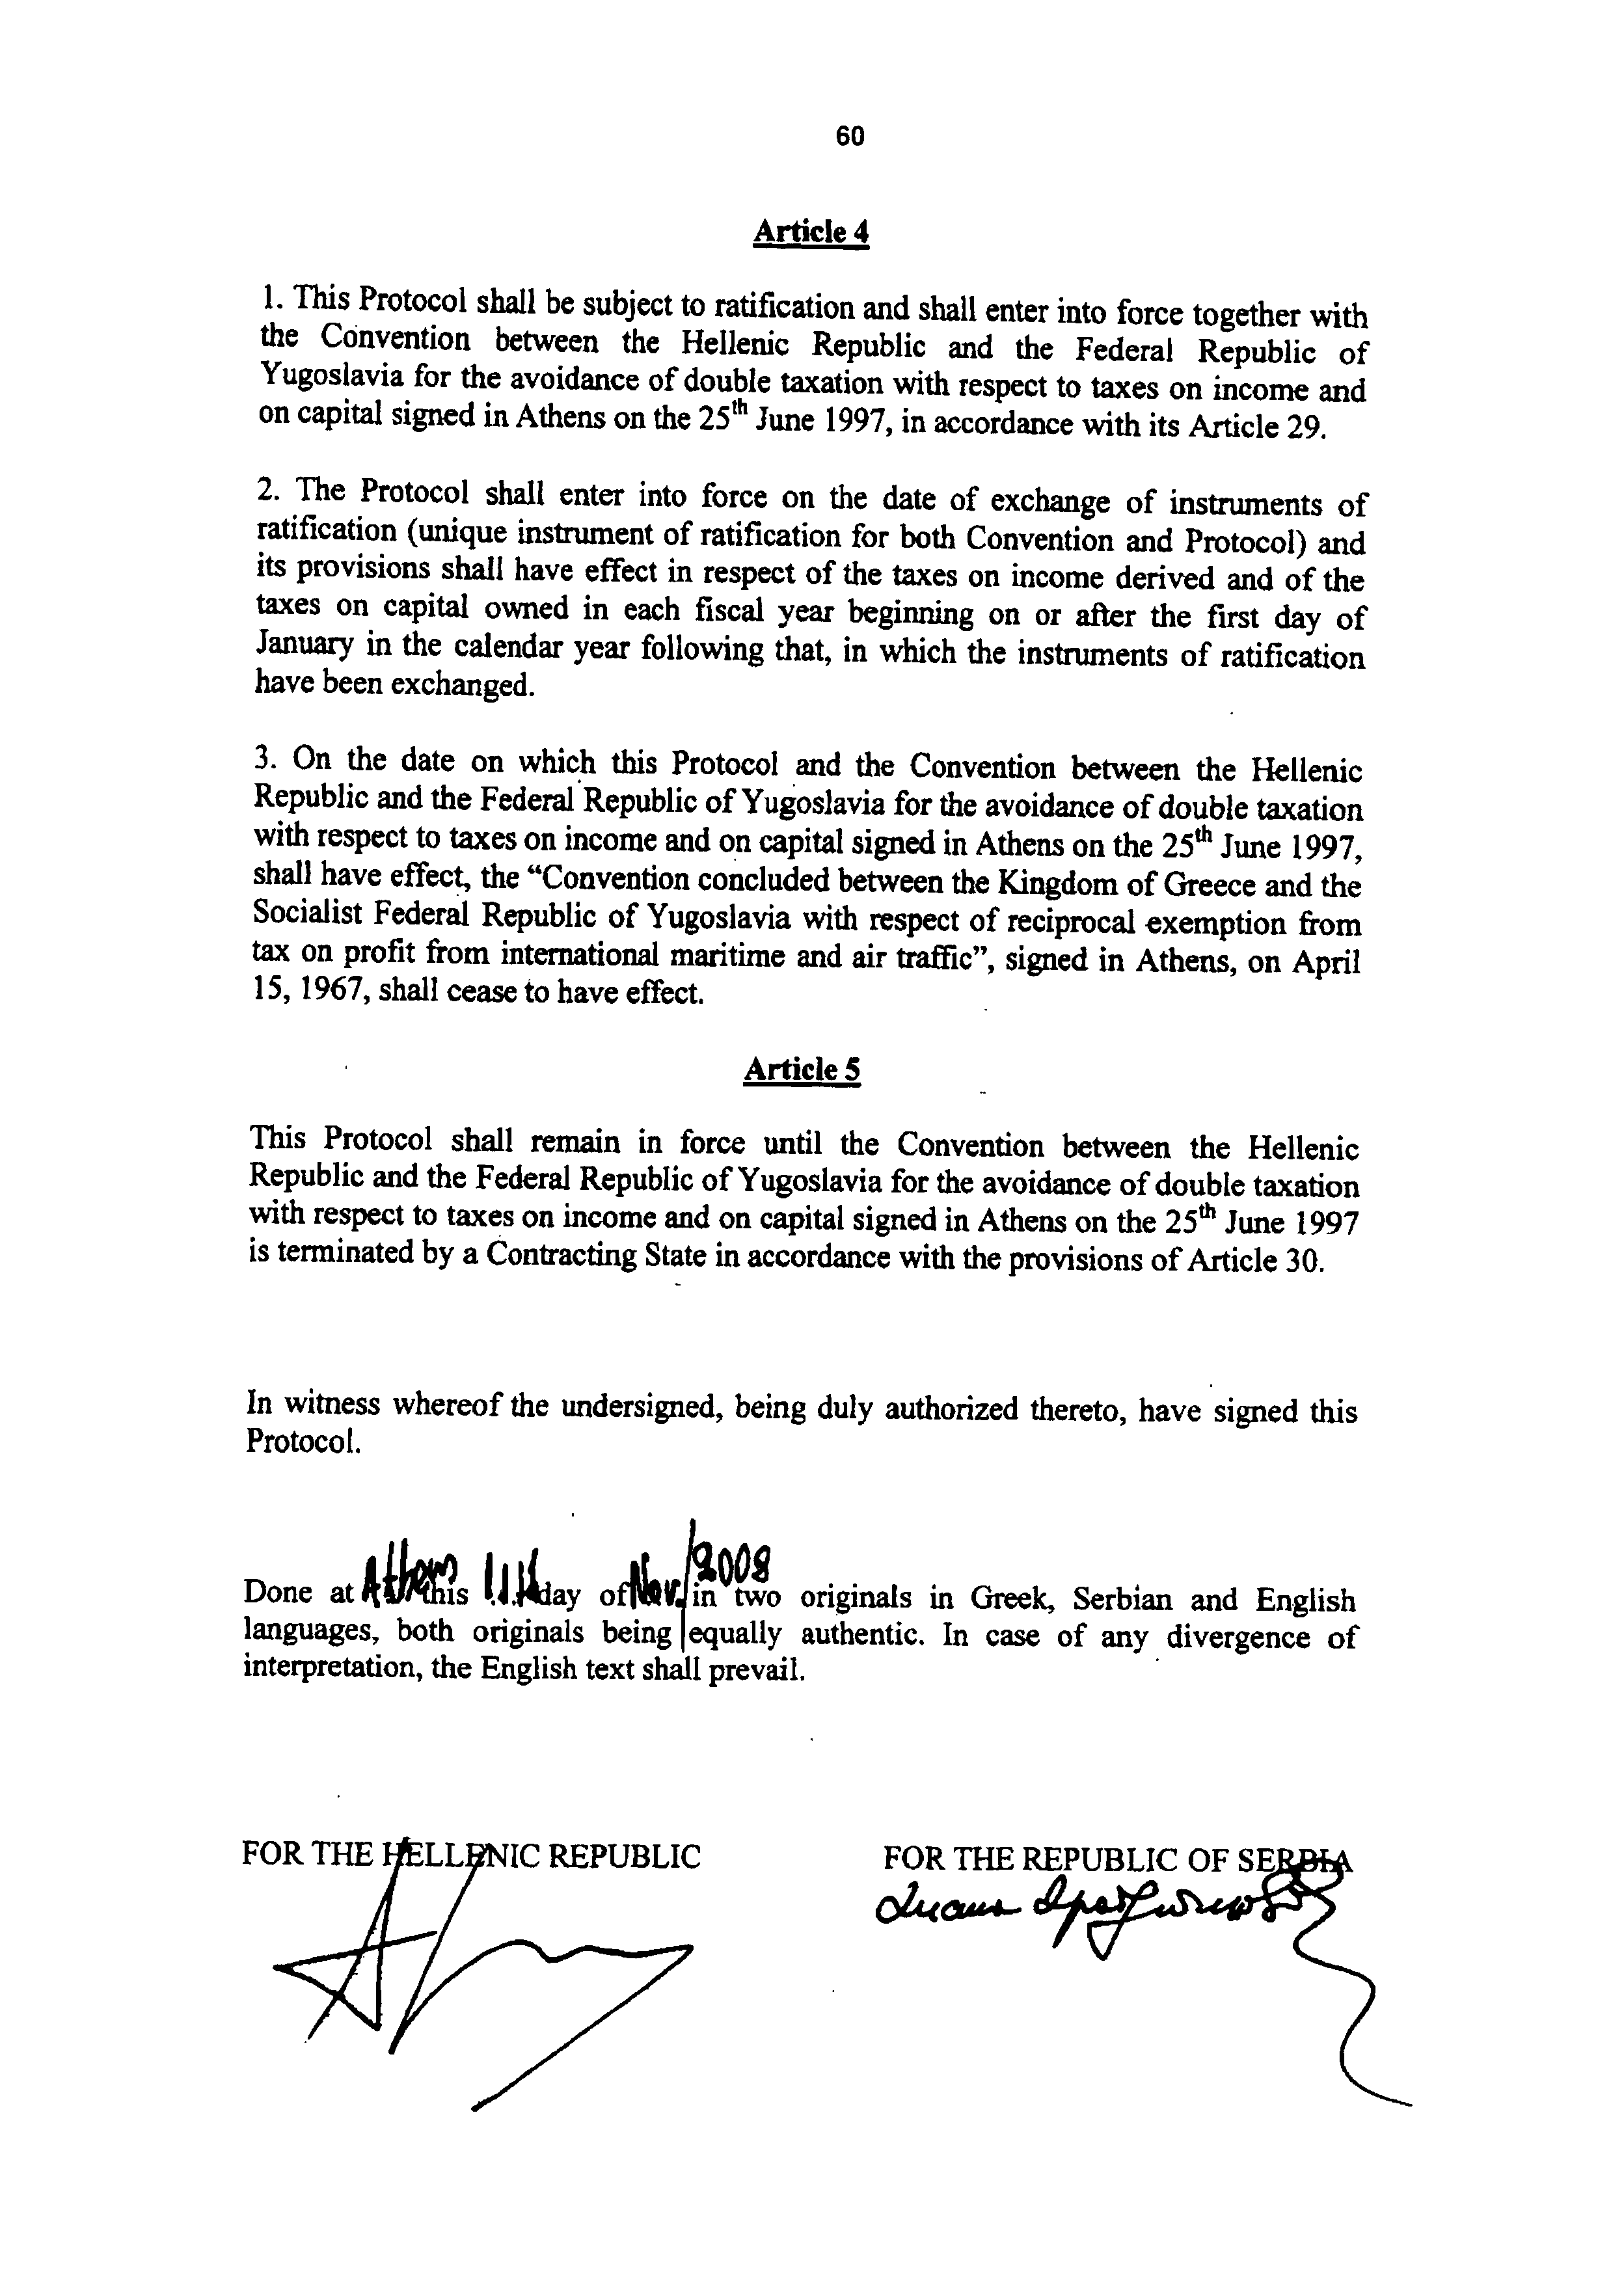 60
Article 4
1. This Protocol shall be subject to ratification and shall enter into force together with
the Convention between the Hellenic Republic and the Federal Republic of
Yugoslavia for the avoidance of double taxation with respect to taxes on income and
on capital signed in Athens on the 25th June 1997, in accordance with its Article 29.
2. The Protocol shall enter into force on the date of exchange of instruments of
ratification (unique instrument of ratification for both Convention and Protocol) and
its provisions shall have effect in respect of the taxes on income derived and of the
taxes on capital owned in each fiscal year beginning on or after the first day of
January in the calendar year following that, in which the instruments of ratification
have been exchanged.
3. On the date on which this Protocol and the Convention between the Hellenic
Republic and the Federal Republic of Yugoslavia for the avoidance of double taxation
with respect to taxes on income and on capital signed in Athens on the 25th June 1997,
shall have effect, the “Convention concluded between the Kingdom of Greece and the
Socialist Federal Republic of Yugoslavia with respect of reciprocal exemption from
tax on profit from international maritime and air traffic”, signed in Athens, on April
15, 1967, shall cease to have effect.
Article 5
This Protocol shall remain in force until the Convention between the Hellenic
Republic and the Federal Republic of Yugoslavia for the avoidance of double taxation
with respect to taxes on income and on capital signed in Athens on the 25th June 1997
is terminated by a Contracting State in accordance with the provisions of Article 30.
In witness whereof the undersigned, being duly authorized thereto, have signed this
Protocol.
Done at Athens this day of Nov. 2008 in two originals in Greek, Serbian and English
languages, both originals being equally authentic. In case of any divergence of
interpretation, the English text shall prevail.
FOR THE HELLENIC REPUBLIC FOR THE REPUBLIC OF SERBIA